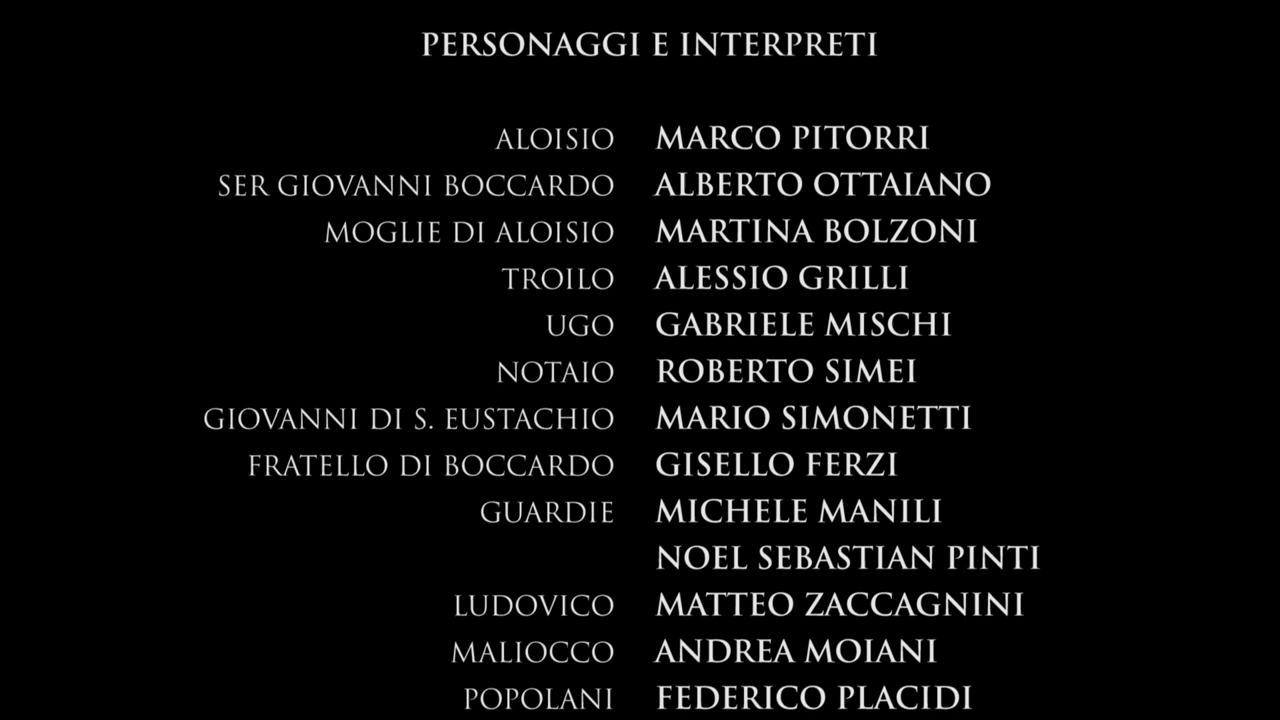 PERSONAGGI E INTERPRETI
ALOISIO MARCO PITORRI
SER GIOVANNI BOCCARDO ALBERTO OTTAIANO
MOGLIE DI ALOISIO MARTINA BOLZONI
TROILO ALESSIO GRILLI
UGO GABRIELE MISCHI
NOTAIO ROBERTO SIMEI
GIOVANNI DI S. EUSTACHIO MARIO SIMONETTI
FRATELLO DI BOCCARDO GISELLO FERZI
GUARDIE MICHELE MANILI
NOEL SEBASTIAN PINTI
LUDOVICO MATTEO ZACCAGNINI
MALIOCCO ANDREA MOIANI
POPOLANI FEDERICO PLACIDI